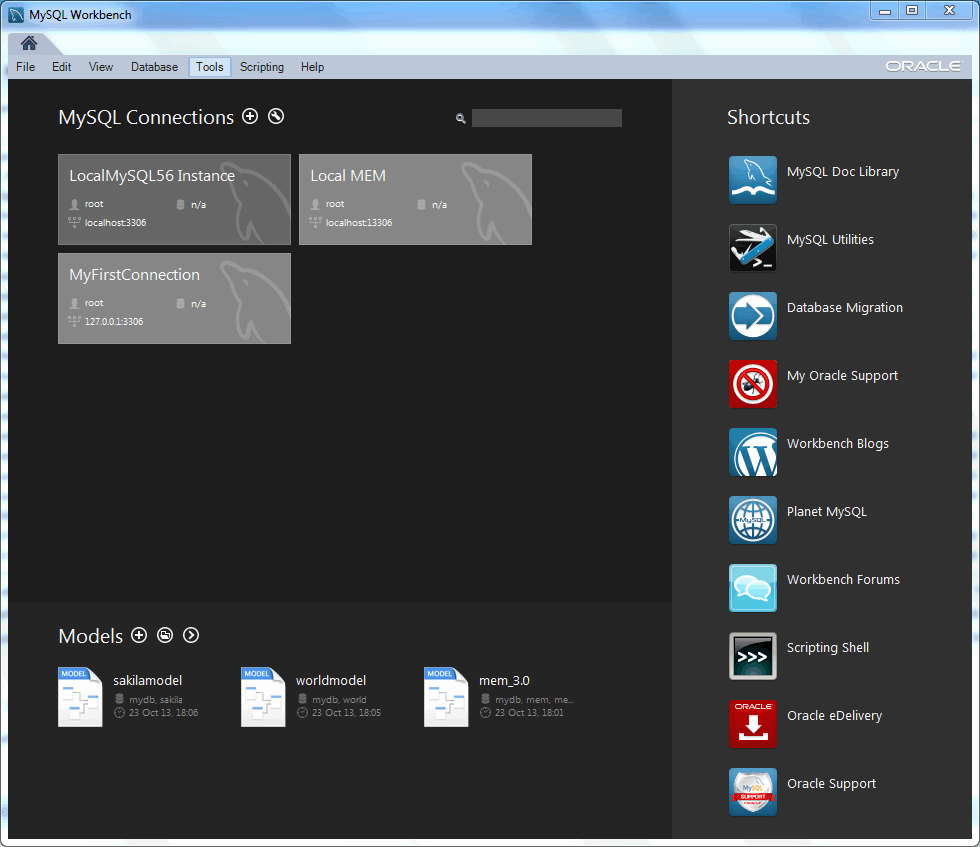 MySQL Workbench
File Edit View Database Tools Scripting Help
ORACLE
MySQL Connections
LocalMySQL56 Instance
root n/a
localhost:3306
Local MEM
root n/a
localhost:13306
MyFirstConnection
root n/a
127.0.0.1:3306
Models
MODEL
sakilamodel
mydb, sakila
23 Oct 13, 18:06
MODEL
worldmodel
mydb, world
23 Oct 13, 18:05
MODEL
mem_3.0
mydb, mem, me...
23 Oct 13, 18:01
Shortcuts
MySQL Doc Library
>_
MySQL Utilities
Database Migration
My Oracle Support
W
Workbench Blogs
MySQL
Planet MySQL
Workbench Forums
>>>
Scripting Shell
ORACLE
Oracle eDelivery
MySQL
SUPPORT
Oracle Support